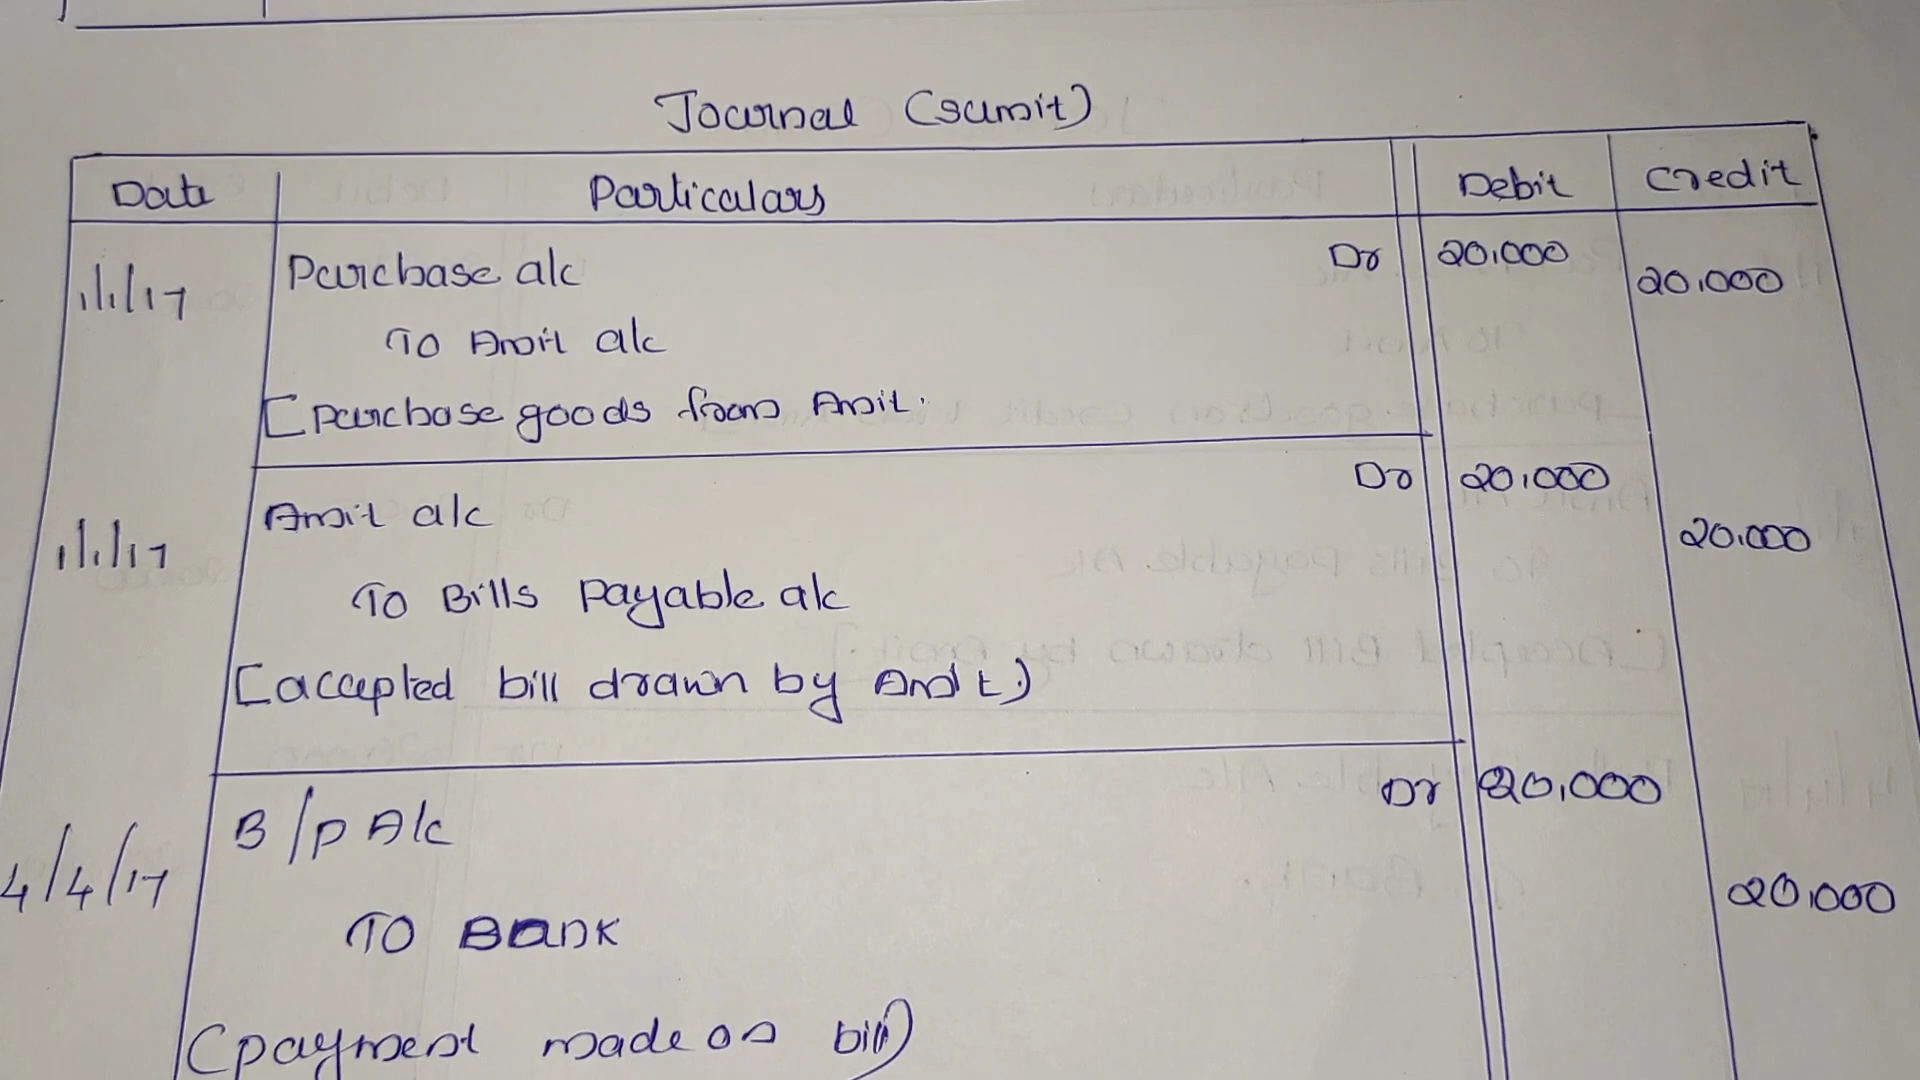 Journal (Sumit)
Date Particulars Debit Credit
1/1/17 Purchase a/c Dr 20,000
20,000
To Amit a/c
[purchase goods from Amit.
1/1/17 Amit a/c Dr 20,000
20,000
To Bills Payable a/c
[accepted bill drawn by Amit.)
4/4/17 B/P A/c Dr 20,000
To Bank 20,000
(payment made on bill)